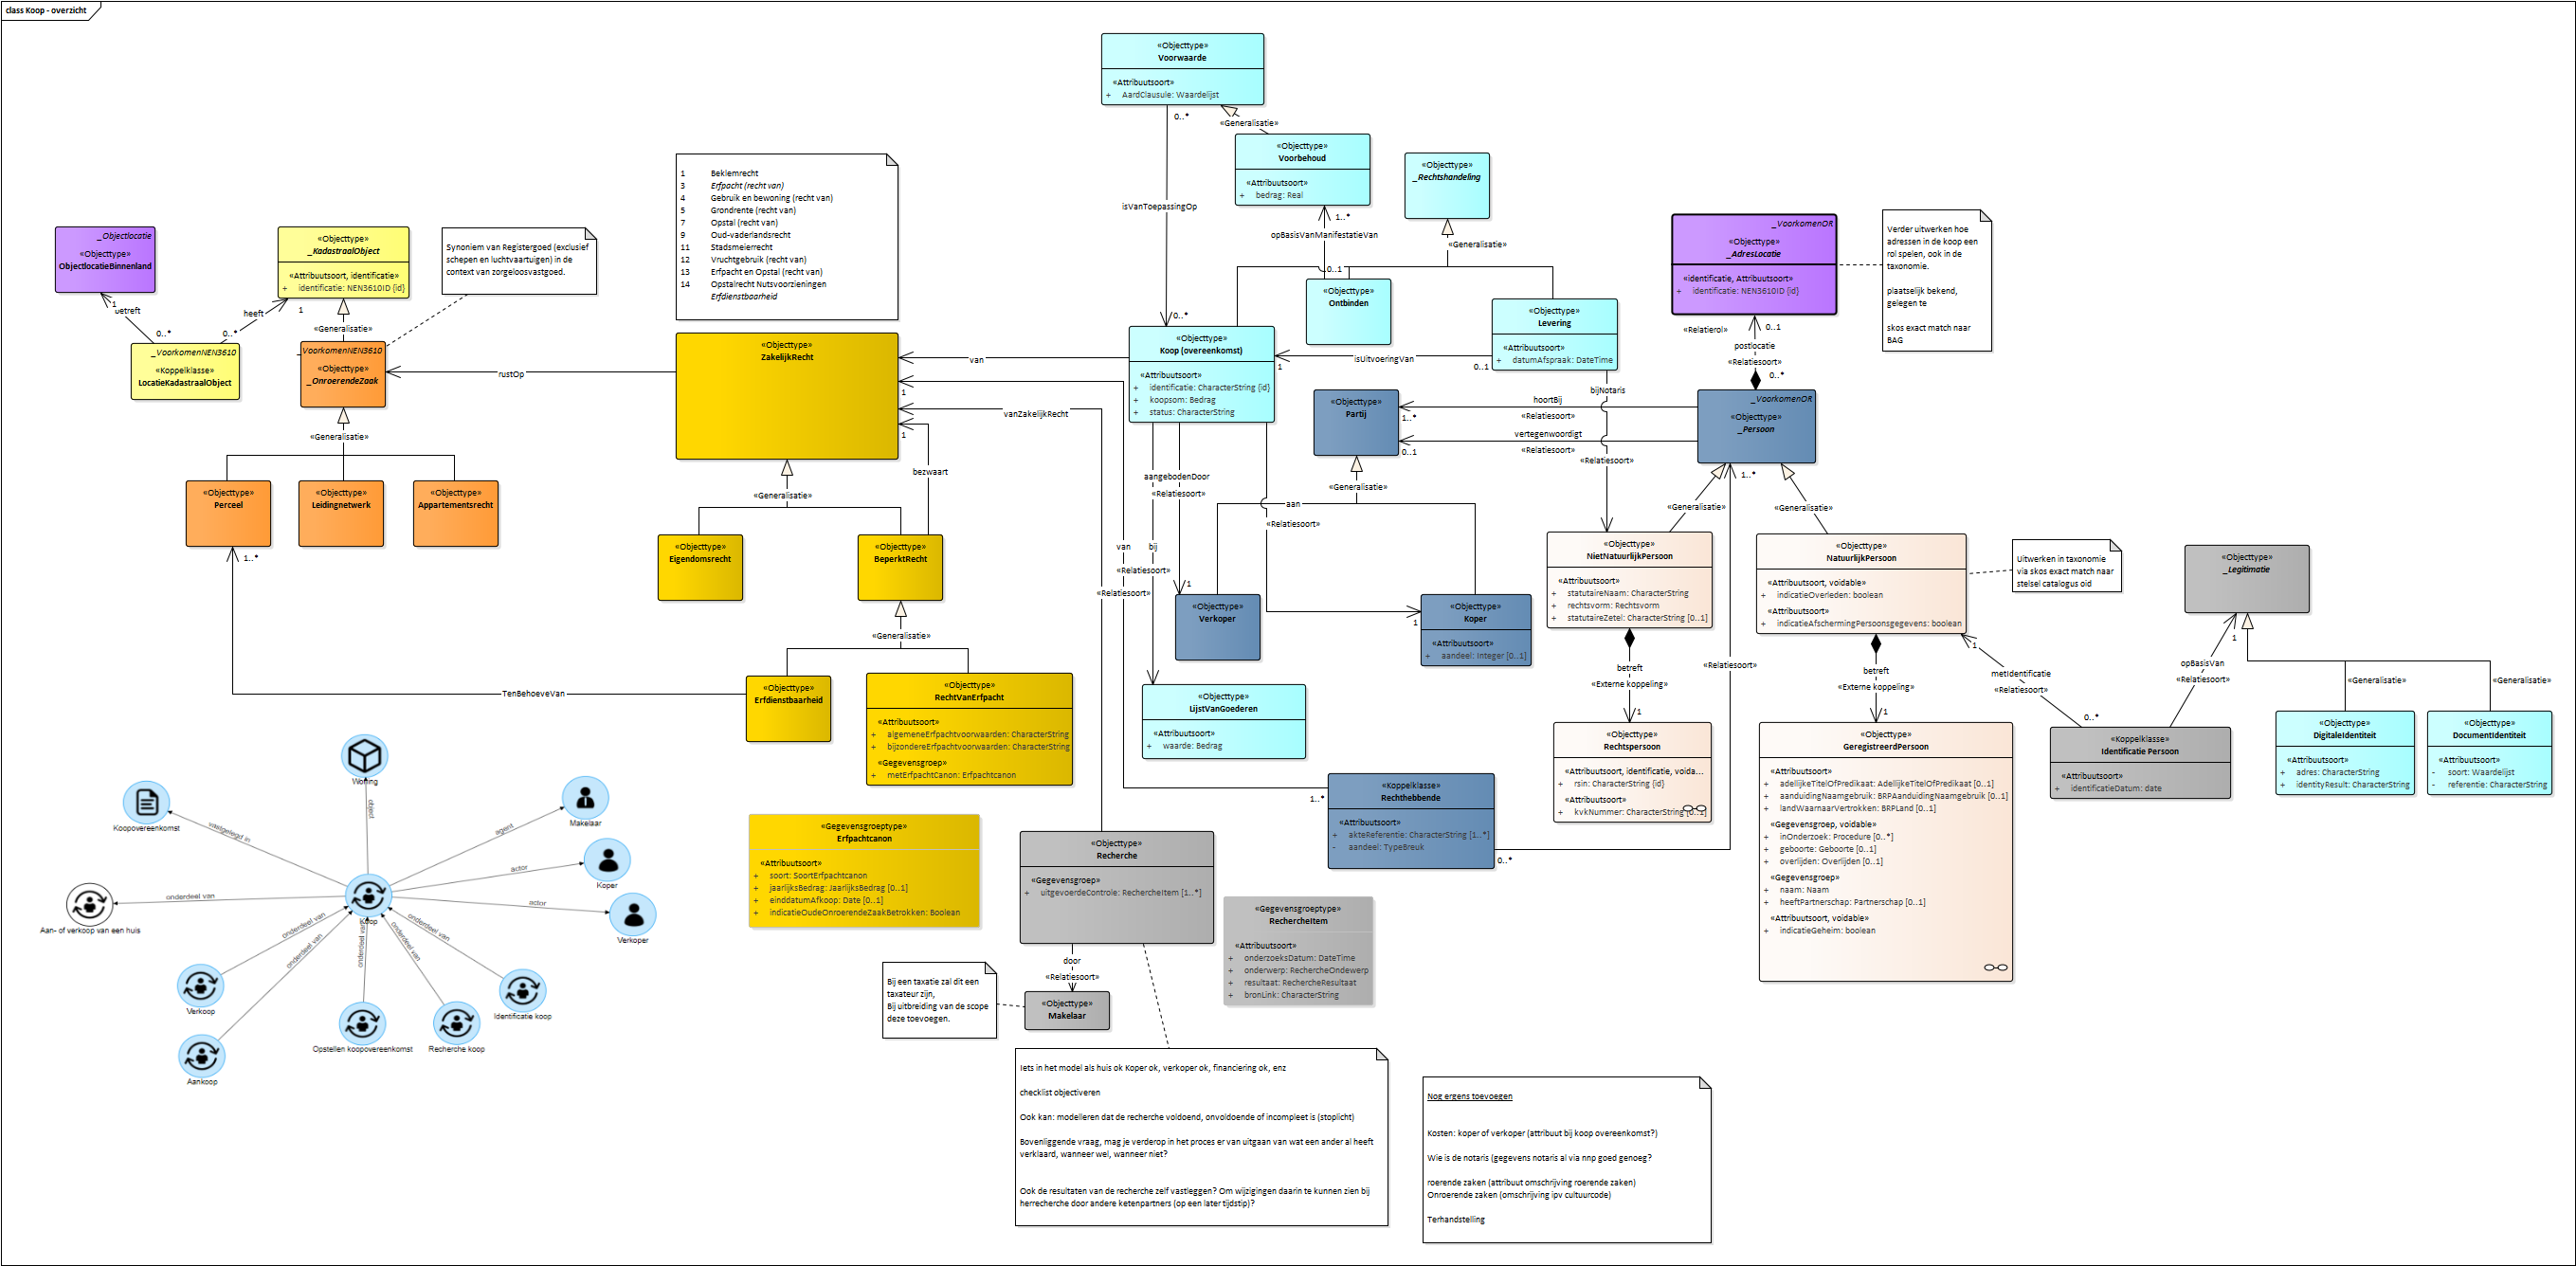 class Koop - overzicht
«Objecttype»
Voorwaarde
«Attribuutsoort»
+ AardClausule: Waardelijst
0..*
«Generalisatie»
isVanToepassingOp
0..*
«Objecttype»
Voorbehoud
«Attribuutsoort»
+ bedrag: Real
1..*
opBasisVanManifestatieVan
0..1
«Objecttype»
_Rechtshandeling
«Generalisatie»
«Objecttype»
Ontbinden
«Objecttype»
Levering
«Attribuutsoort»
+ datumAfspraak: DateTime
0..1
isUitvoeringVan
1
_Objectlocatie
«Objecttype»
ObjectlocatieBinnenland
1
betreft
0..*
«Objecttype»
_KadastraalObject
«Attribuutsoort, identificatie»
+ identificatie: NEN3610ID {id}
1
heeft
0..*
«Generalisatie»
Synoniem van Registergoed (exclusief
schepen en luchtvaartuigen) in de
context van zorgeloosvastgoed.
_VoorkomenNEN3610
«Koppelklasse»
LocatieKadastraalObject
_VoorkomenNEN3610
«Objecttype»
_OnroerendeZaak
rustOp
«Generalisatie»
«Objecttype»
Perceel
«Objecttype»
Leidingnetwerk
«Objecttype»
Appartementsrecht
1..*
TenBehoeveVan
1 Beklemrecht
3 Erfpacht (recht van)
4 Gebruik en bewoning (recht van)
5 Grondrente (recht van)
7 Opstal (recht van)
9 Oud-vaderlandsrecht
11 Stadsmeierrecht
12 Vruchtgebruik (recht van)
13 Erfpacht en Opstal (recht van)
14 Opstalrecht Nutsvoorzieningen
Erfdienstbaarheid
«Objecttype»
ZakelijkRecht
van
1
vanZakelijkRecht
1
bezwaart
«Generalisatie»
«Objecttype»
Eigendomsrecht
«Objecttype»
BeperktRecht
«Generalisatie»
«Objecttype»
Erfdienstbaarheid
«Objecttype»
RechtVanErfpacht
«Attribuutsoort»
+ algemeneErfpachtvoorwaarden: CharacterString
+ bijzondereErfpachtvoorwaarden: CharacterString
«Gegevensgroep»
+ metErfpachtCanon: Erfpachtcanon
«Gegevensgroeptype»
Erfpachtcanon
«Attribuutsoort»
+ soort: SoortErfpachtcanon
+ jaarlijksBedrag: JaarlijksBedrag [0..1]
+ einddatumAfkoop: Date [0..1]
+ indicatieOudeOnroerendeZaakBetrokken: Boolean
«Objecttype»
Koop (overeenkomst)
«Attribuutsoort»
+ identificatie: CharacterString {id}
+ koopsom: Bedrag
+ status: CharacterString
aangebodenDoor
«Relatiesoort»
1
aan
«Relatiesoort»
1
van
bij
«Relatiesoort»
«Relatiesoort»
«Objecttype»
Partij
«Generalisatie»
1..*
hoortBij
«Relatiesoort»
0..1
vertegenwoordigt
«Relatiesoort»
bijNotaris
«Relatiesoort»
«Objecttype»
Verkoper
«Objecttype»
Koper
«Attribuutsoort»
+ aandeel: Integer [0..1]
«Objecttype»
LijstVanGoederen
«Attribuutsoort»
+ waarde: Bedrag
1..*
«Koppelklasse»
Rechthebbende
«Attribuutsoort»
+ akteReferentie: CharacterString [1..*]
- aandeel: TypeBreuk
0..*
«Relatiesoort»
1..*
_VoorkomenOR
«Objecttype»
_AdresLocatie
«identificatie, Attribuutsoort»
+ identificatie: NEN3610ID {id}
«Relatierol»
0..1
postlocatie
«Relatiesoort»
0..*
Verder uitwerken hoe
adressen in de koop een
rol spelen, ook in de
taxonomie.
plaatselijk bekend,
gelegen te
skos exact match naar
BAG
_VoorkomenOR
«Objecttype»
_Persoon
«Generalisatie»
«Generalisatie»
«Objecttype»
NietNatuurlijkPersoon
«Attribuutsoort»
+ statutaireNaam: CharacterString
+ rechtsvorm: Rechtsvorm
+ statutaireZetel: CharacterString [0..1]
betreft
«Externe koppeling»
1
«Objecttype»
Rechtspersoon
«Attribuutsoort, identificatie, voida...
+ rsin: CharacterString {id}
«Attribuutsoort»
+ kvkNummer: CharacterString [0..1]
«Objecttype»
NatuurlijkPersoon
«Attribuutsoort, voidable»
+ indicatieOverleden: boolean
«Attribuutsoort»
+ indicatieAfschermingPersoonsgegevens: boolean
Uitwerken in taxonomie
via skos exact match naar
stelsel catalogus oid
betreft
«Externe koppeling»
1
«Objecttype»
GeregistreerdPersoon
«Attribuutsoort»
+ adellijkeTitelOfPredikaat: AdellijkeTitelOfPredikaat [0..1]
+ aanduidingNaamgebruik: BRPAanduidingNaamgebruik [0..1]
+ landWaarnaarVertrokken: BRPLand [0..1]
«Gegevensgroep, voidable»
+ inOnderzoek: Procedure [0..*]
+ geboorte: Geboorte [0..1]
+ overlijden: Overlijden [0..1]
«Gegevensgroep»
+ naam: Naam
+ heeftPartnerschap: Partnerschap [0..1]
«Attribuutsoort, voidable»
+ indicatieGeheim: boolean
1
metIdentificatie
«Relatiesoort»
0..*
«Objecttype»
_Legitimatie
1
opBasisVan
«Relatiesoort»
«Generalisatie»
«Generalisatie»
«Koppelklasse»
Identificatie Persoon
«Attribuutsoort»
+ identificatieDatum: date
«Objecttype»
DigitaleIdentiteit
«Attribuutsoort»
+ adres: CharacterString
+ identityResult: CharacterString
«Objecttype»
DocumentIdentiteit
«Attribuutsoort»
- soort: Waardelijst
- referentie: CharacterString
«Objecttype»
Recherche
«Gegevensgroep»
+ uitgevoerdeControle: RechercheItem [1..*]
door
«Relatiesoort»
«Objecttype»
Makelaar
Bij een taxatie zal dit een
taxateur zijn,
Bij uitbreiding van de scope
deze toevoegen.
«Gegevensgroeptype»
RechercheItem
«Attribuutsoort»
+ onderzoeksDatum: DateTime
+ onderwerp: RechercheOndewerp
+ resultaat: RechercheResultaat
+ bronLink: CharacterString
Iets in het model als huis ok Koper ok, verkoper ok, financiering ok, enz
checklist objectiveren
Ook kan: modelleren dat de recherche voldoend, onvoldoende of incompleet is (stoplicht)
Bovenliggende vraag, mag je verderop in het proces er van uitgaan van wat een ander al heeft
verklaard, wanneer wel, wanneer niet?
Ook de resultaten van de recherche zelf vastleggen? Om wijzigingen daarin te kunnen zien bij
herrecherche door andere ketenpartners (op een later tijdstip)?
Nog ergens toevoegen
Kosten: koper of verkoper (attribuut bij koop overeenkomst?)
Wie is de notaris (gegevens notaris al via nnp goed genoeg?
roerende zaken (attribuut omschrijving roerende zaken)
Onroerende zaken (omschrijving ipv cultuurcode)
Terhandstelling
Woning
object
Koopovereenkomst
vastgelegd in
Makelaar
agent
Koper
actor
Verkoper
actor
Koop
Aan- of verkoop van een huis
onderdeel van
Verkoop
onderdeel van
Aankoop
onderdeel van
Opstellen koopovereenkomst
onderdeel van
Recherche koop
onderdeel van
Identificatie koop
onderdeel van